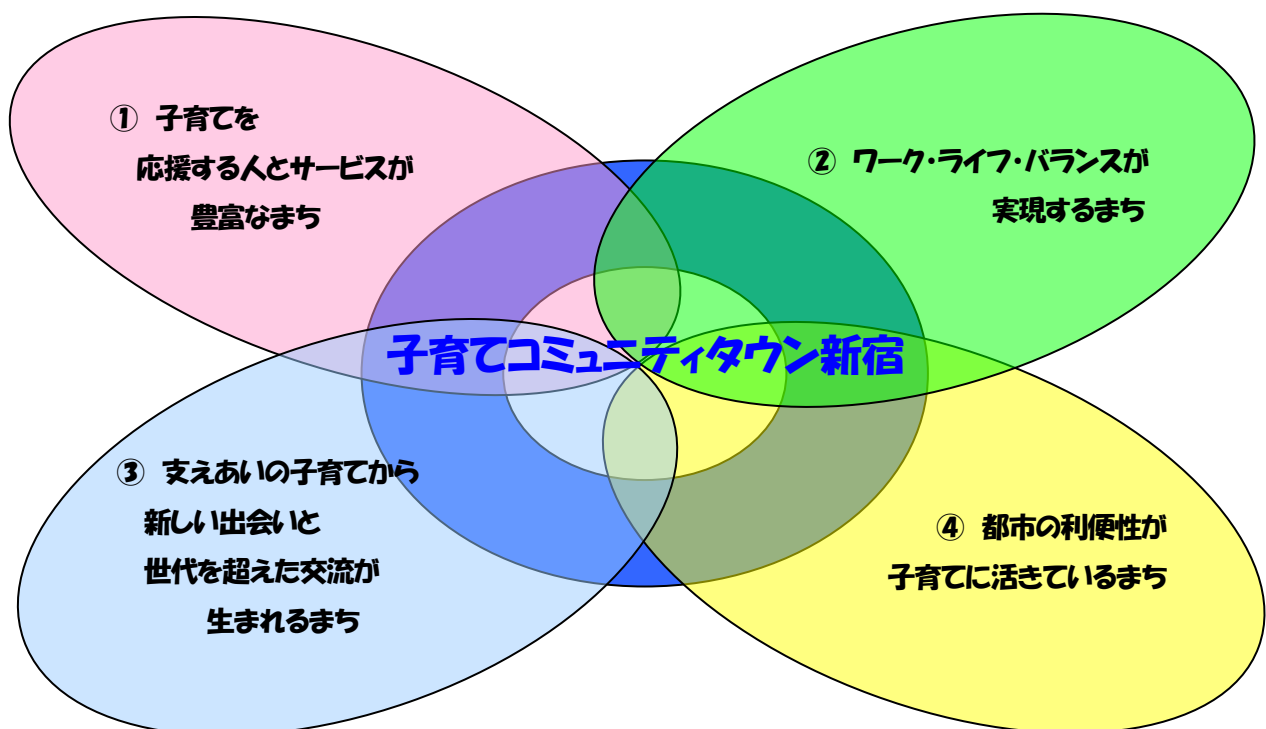 ① 子育てを
応援する人とサービスが
豊富なまち
② ワーク・ライフ・バランスが
実現するまち
子育てコミュニティタウン新宿
③ 支えあいの子育てから
新しい出会いと
世代を超えた交流が
生まれるまち
④ 都市の利便性が
子育てに活きているまち